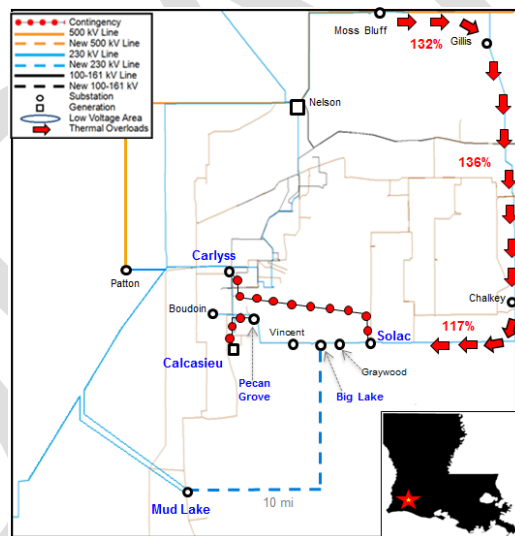 Contingency
500 kV Line
New 500 kV Line
230 kV Line
New 230 kV Line
100-161 kV Line
New 100-161 kV
Substation
Generation
Low Voltage Area
Thermal Overloads
Moss Bluff
132%
Gillis
Nelson
136%
Carlyss
Patton
Boudoin
Chalkey
117%
Vincent
Solac
Calcasieu
Graywood
Pecan
Grove
Big Lake
Mud Lake
10 mi